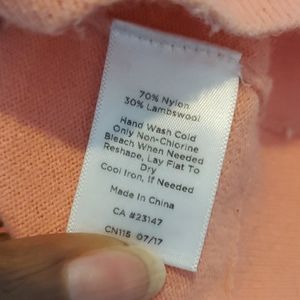 70% Nylon
30% Lambswool
Hand Wash Cold
Only Non-Chlorine
Bleach When Needed
Reshape, Lay Flat To
Dry
Cool Iron, If Needed
Made In China
CA #23147
CN115 07/17